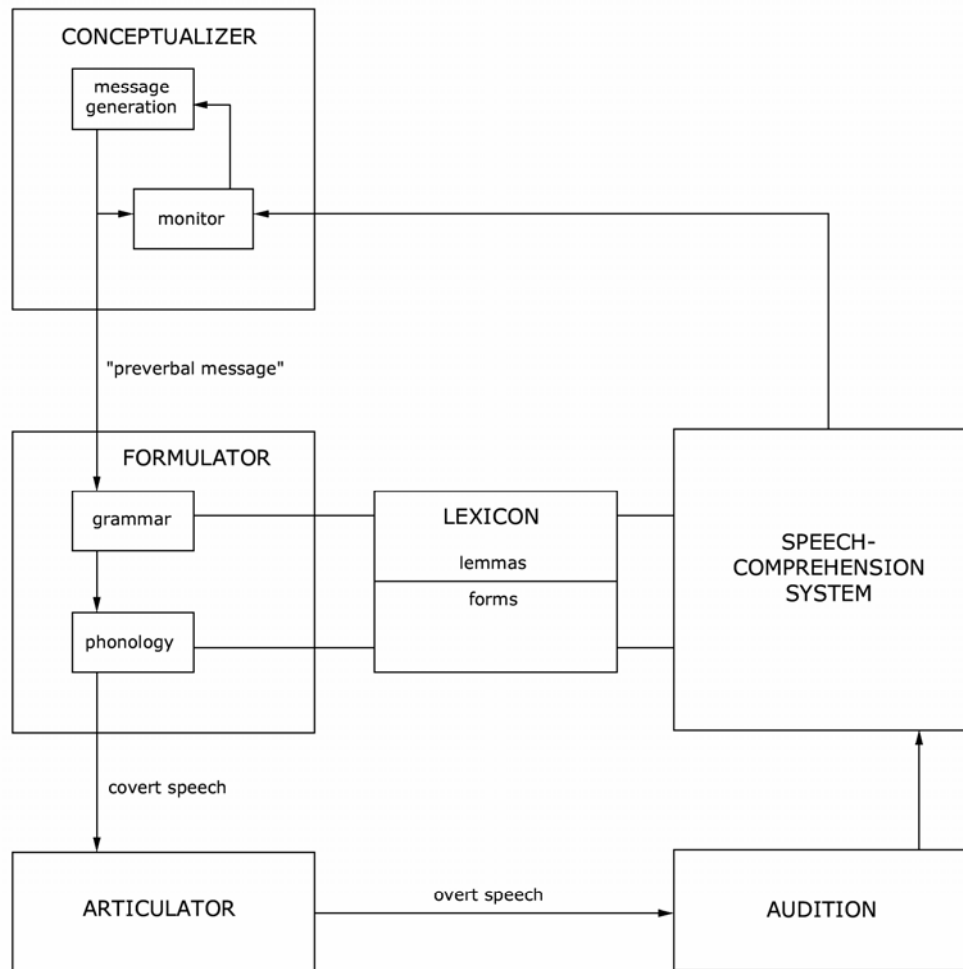 CONCEPTUALIZER
message
generation
monitor
"preverbal message"
FORMULATOR
grammar
phonology
LEXICON
lemmas
forms
SPEECH-
COMPREHENSION
SYSTEM
covert speech
ARTICULATOR
overt speech
AUDITION